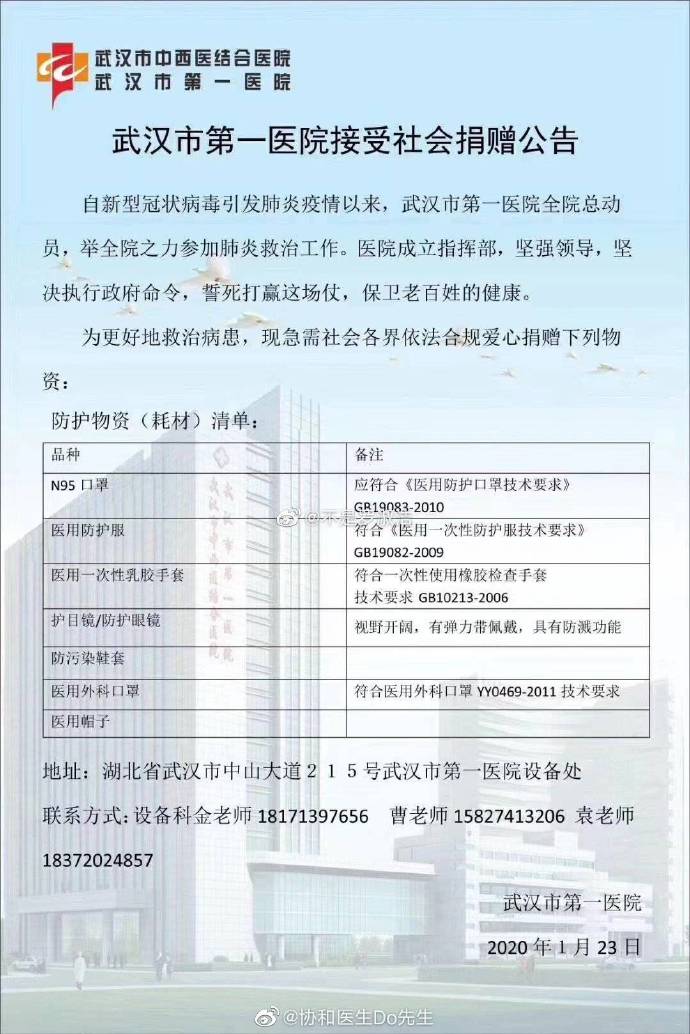 武汉市中西医结合医院
武汉市第一医院
武汉市第一医院接受社会捐赠公告
自新型冠状病毒引发肺炎疫情以来，武汉市第一医院全院总动
员，举全院之力参加肺炎救治工作。医院成立指挥部，坚强领导，坚
决执行政府命令，誓死打赢这场仗，保卫老百姓的健康。
为更好地救治病患，现急需社会各界依法合规爱心捐赠下列物
资：
防护物资（耗材）清单：
品种 备注
N95 口罩 应符合《医用防护口罩技术要求》
GB19083-2010
医用防护服 符合《医用一次性防护服技术要求》
GB19082-2009
医用一次性乳胶手套 符合一次性使用橡胶检查手套
技术要求 GB10213-2006
护目镜/防护眼镜 视野开阔，有弹力带佩戴，具有防溅功能
防污染鞋套
医用外科口罩 符合医用外科口罩 YY0469-2011 技术要求
医用帽子
地址：湖北省武汉市中山大道２１５号武汉市第一医院设备处
联系方式：设备科金老师 18171397656 曹老师 15827413206 袁老师
18372024857
武汉市第一医院
2020 年 1 月 23 日
武汉市第一医院
武汉市中西医结合医院
@协和医生Do先生